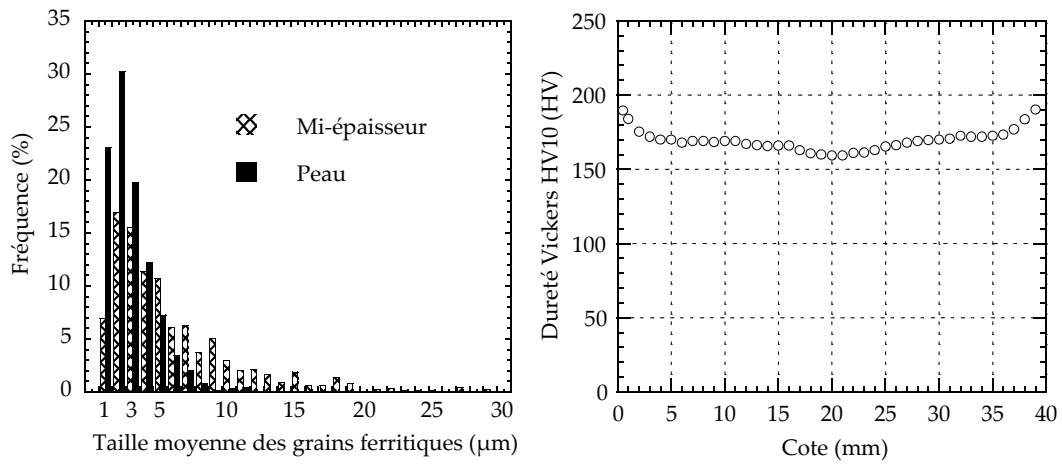 35
30
25
20
15
10
5
0
Fréquence (%)
Mi-épaisseur
Peau
1 3 5 10 15 20 25 30
Taille moyenne des grains ferritiques (µm)
250
200
150
100
50
0
Dureté Vickers HV10 (HV)
0 5 10 15 20 25 30 35 40
Cote (mm)